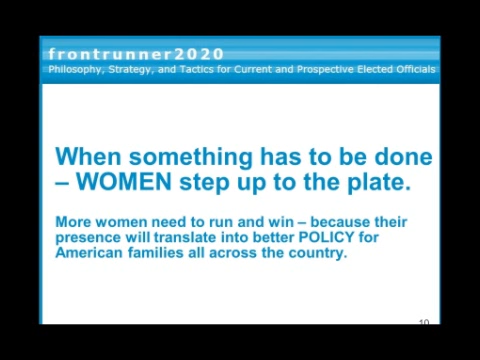 frontrunner2020
Philosophy, Strategy, and Tactics for Current and Prospective Elected Officials
When something has to be done
– WOMEN step up to the plate.
More women need to run and win – because their
presence will translate into better POLICY for
American families all across the country.
10